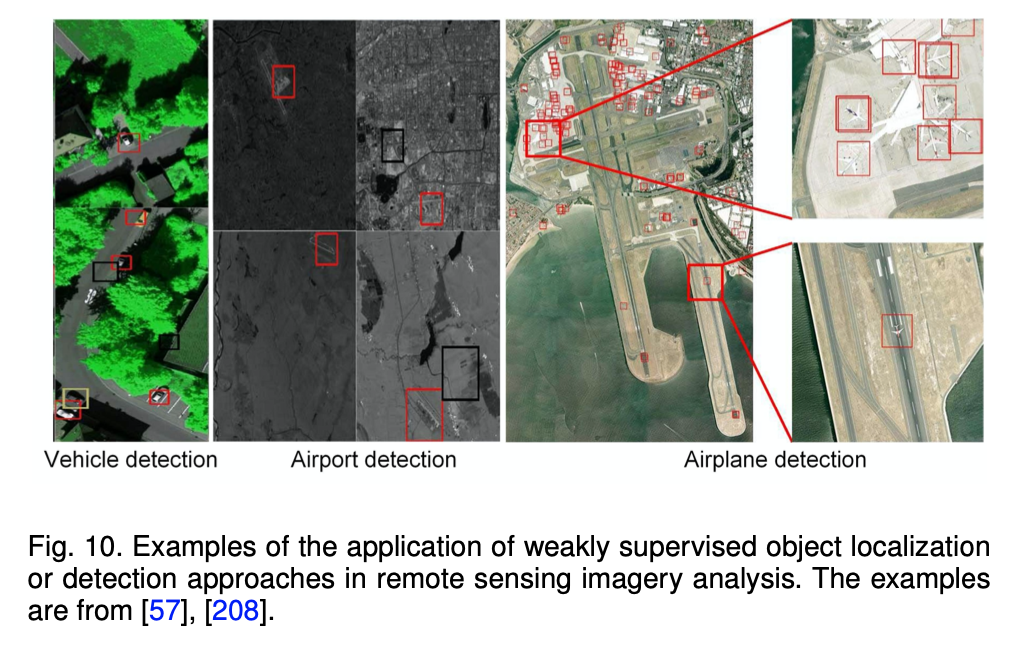 Vehicle detection
Airport detection
Airplane detection
Fig. 10. Examples of the application of weakly supervised object localization
or detection approaches in remote sensing imagery analysis. The examples
are from [57], [208].